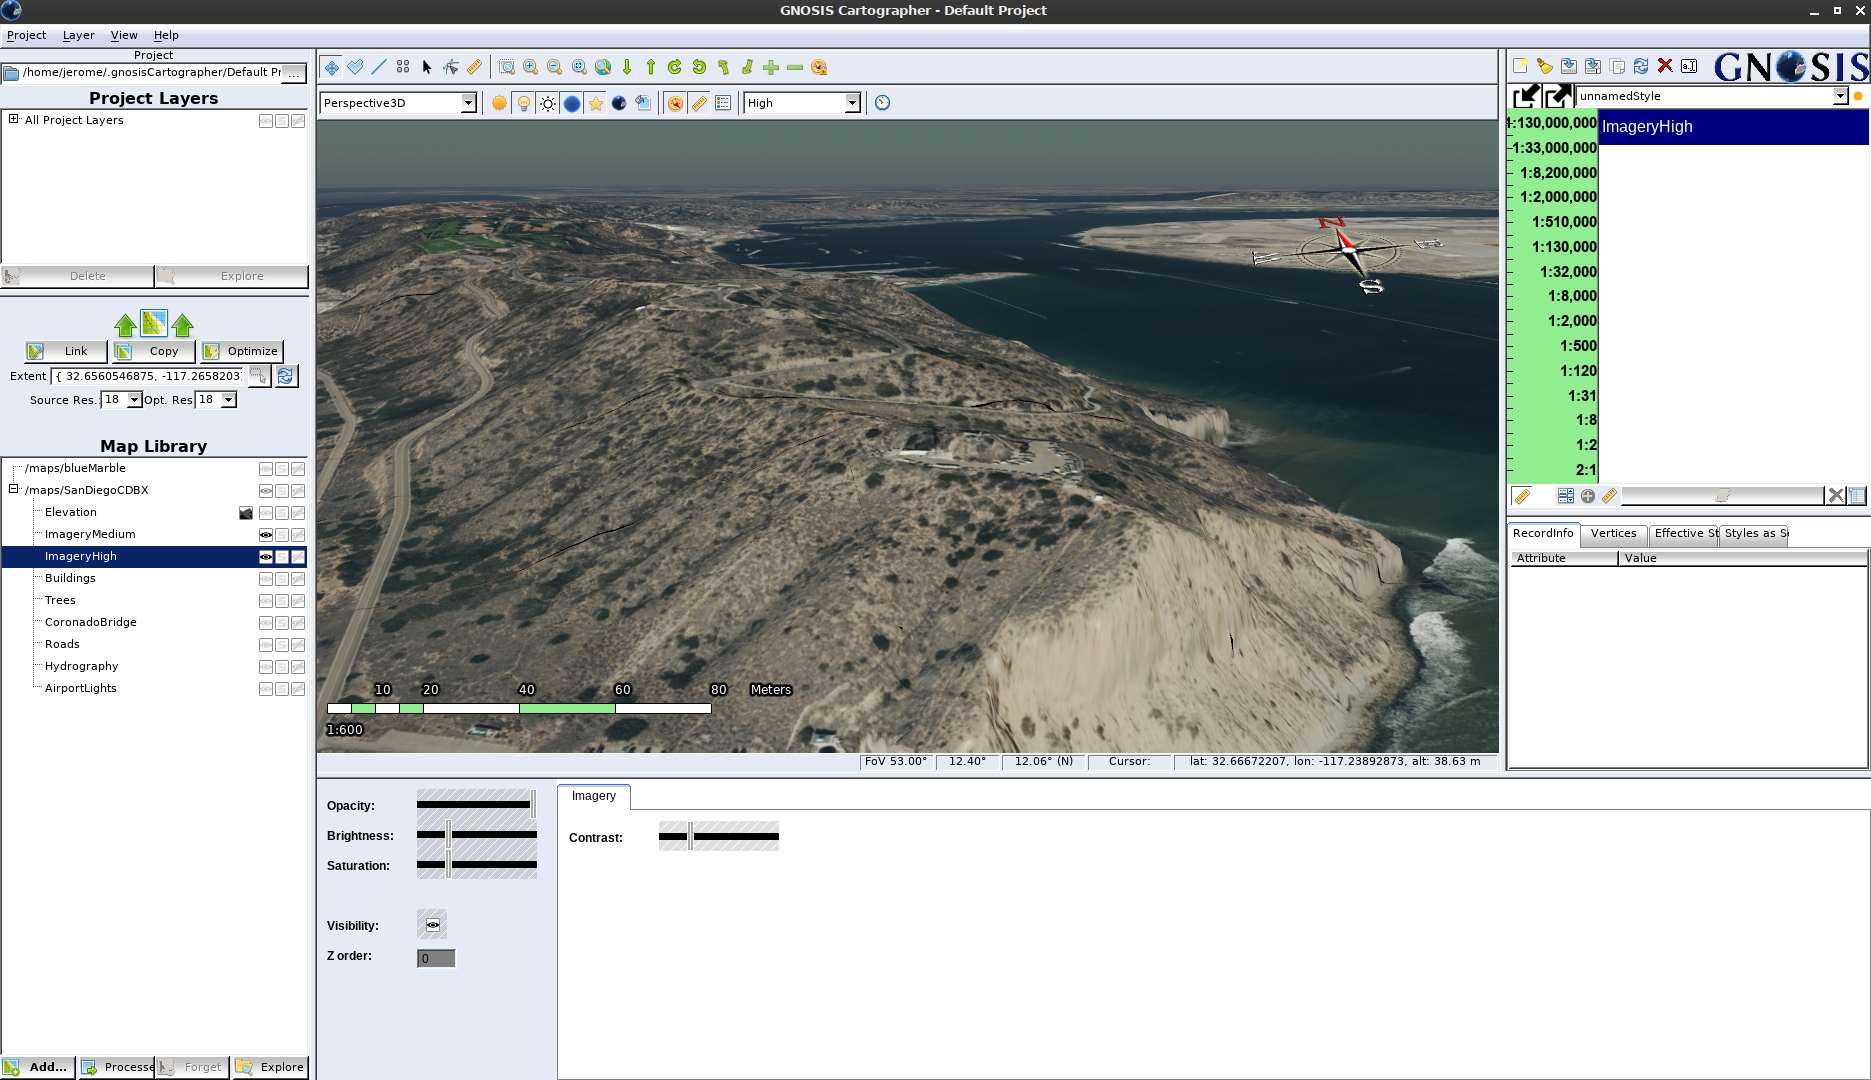 GNOSIS Cartographer - Default Project
Project Layer View Help
Project
/home/jerome/.gnosisCartographer/Default Pr
...
Project Layers
All Project Layers
Delete Explore
Link Copy Optimize
Extent { 32.6560546875, -117.2658203
Source Res.: 18 Opt. Res 18
Map Library
/maps/blueMarble
/maps/SanDiegoCDBX
Elevation
ImageryMedium
ImageryHigh
Buildings
Trees
CoronadoBridge
Roads
Hydrography
AirportLights
Add... Processe Forget Explore
Perspective3D High
N
E
S
10 20 40 60 80 Meters
1:600
FoV 53.00° 12.40° 12.06° (N) Cursor: lat: 32.66672207, lon: -117.23892873, alt: 38.63 m
Opacity:
Brightness:
Saturation:
Visibility:
Z order: 0
Imagery
Contrast:
GNOSIS
unnamedStyle
1:130,000,000
1:33,000,000
1:8,200,000
1:2,000,000
1:510,000
1:130,000
1:32,000
1:8,000
1:2,000
1:500
1:120
1:31
1:8
1:2
2:1
ImageryHigh
RecordInfo Vertices Effective St Styles as S
Attribute Value